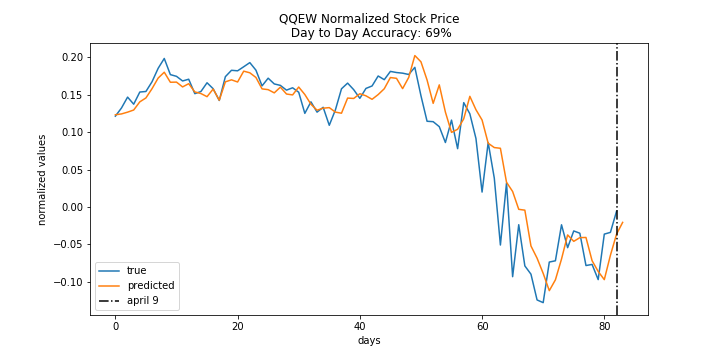 QQEW Normalized Stock Price
Day to Day Accuracy: 69%
normalized values
0.20
0.15
0.10
0.05
0.00
−0.05
−0.10
true
predicted
april 9
0 20 40 60 80
days